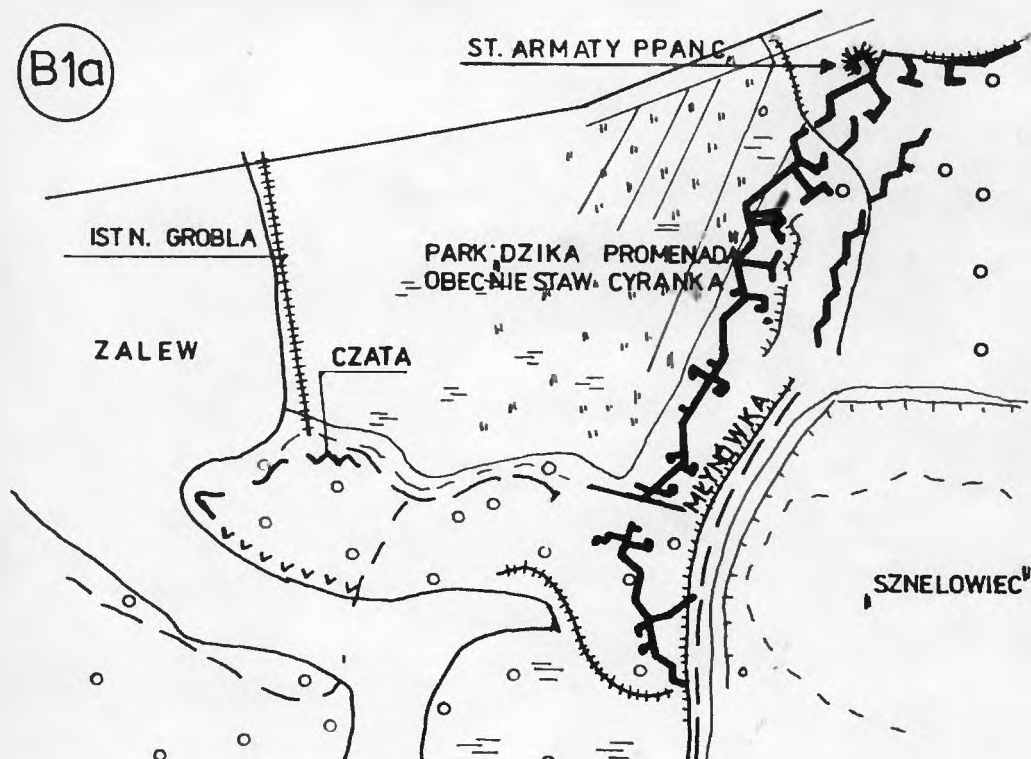 B1a
ST. ARMATY PPANC.
ISTN. GROBLA
PARK "DZIKA PROMENADA"
OBECNIE STAW "CYRANKA"
ZALEW
CZATA
MŁYNÓWKA
"SZNELOWIEC"